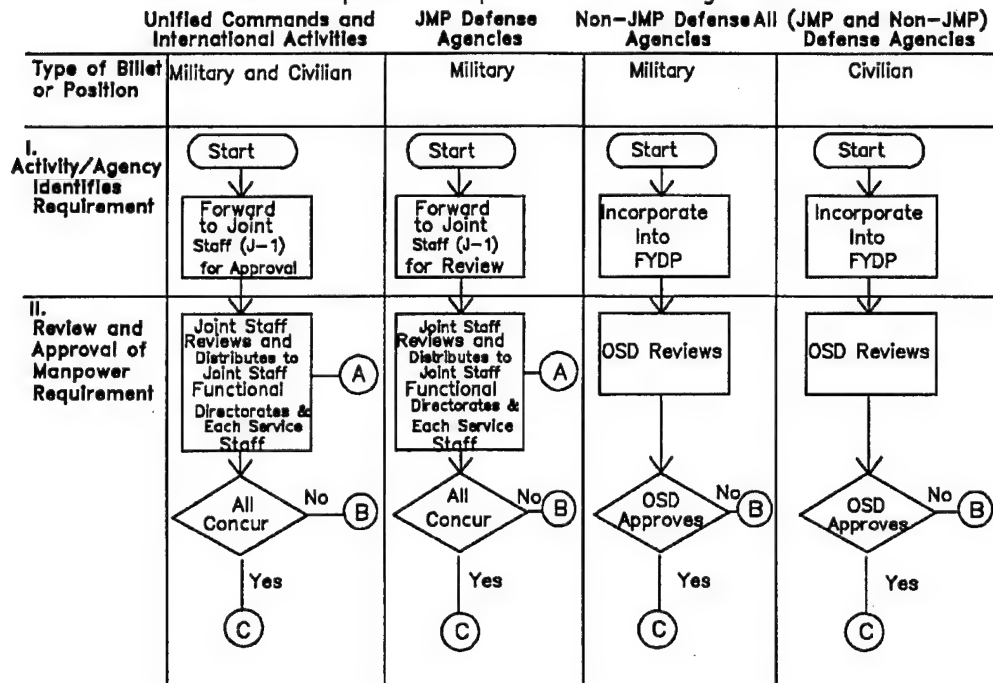 Unified Commands and International Activities
JMP Defense Agencies
Non-JMP Defense Agencies
All (JMP and Non-JMP) Defense Agencies
Type of Billet or Position
Military and Civilian
Military
Military
Civilian
I.
Activity/Agency
Identifies
Requirement
Start
Forward
to Joint
Staff (J-1)
for Approval
Start
Forward
to Joint
Staff (J-1)
for Review
Start
Incorporate
Into
FYDP
Start
Incorporate
Into
FYDP
II.
Review and
Approval of
Manpower
Requirement
Joint Staff
Reviews and
Distributes to
Joint Staff
Functional
Directorates &
Each Service
Staff
A
All
Concur
No
B
Yes
C
Joint Staff
Reviews and
Distributes to
Joint Staff
Functional
Directorates &
Each Service
Staff
A
All
Concur
No
B
Yes
C
OSD Reviews
OSD
Approves
No
B
Yes
C
OSD Reviews
OSD
Approves
No
B
Yes
C